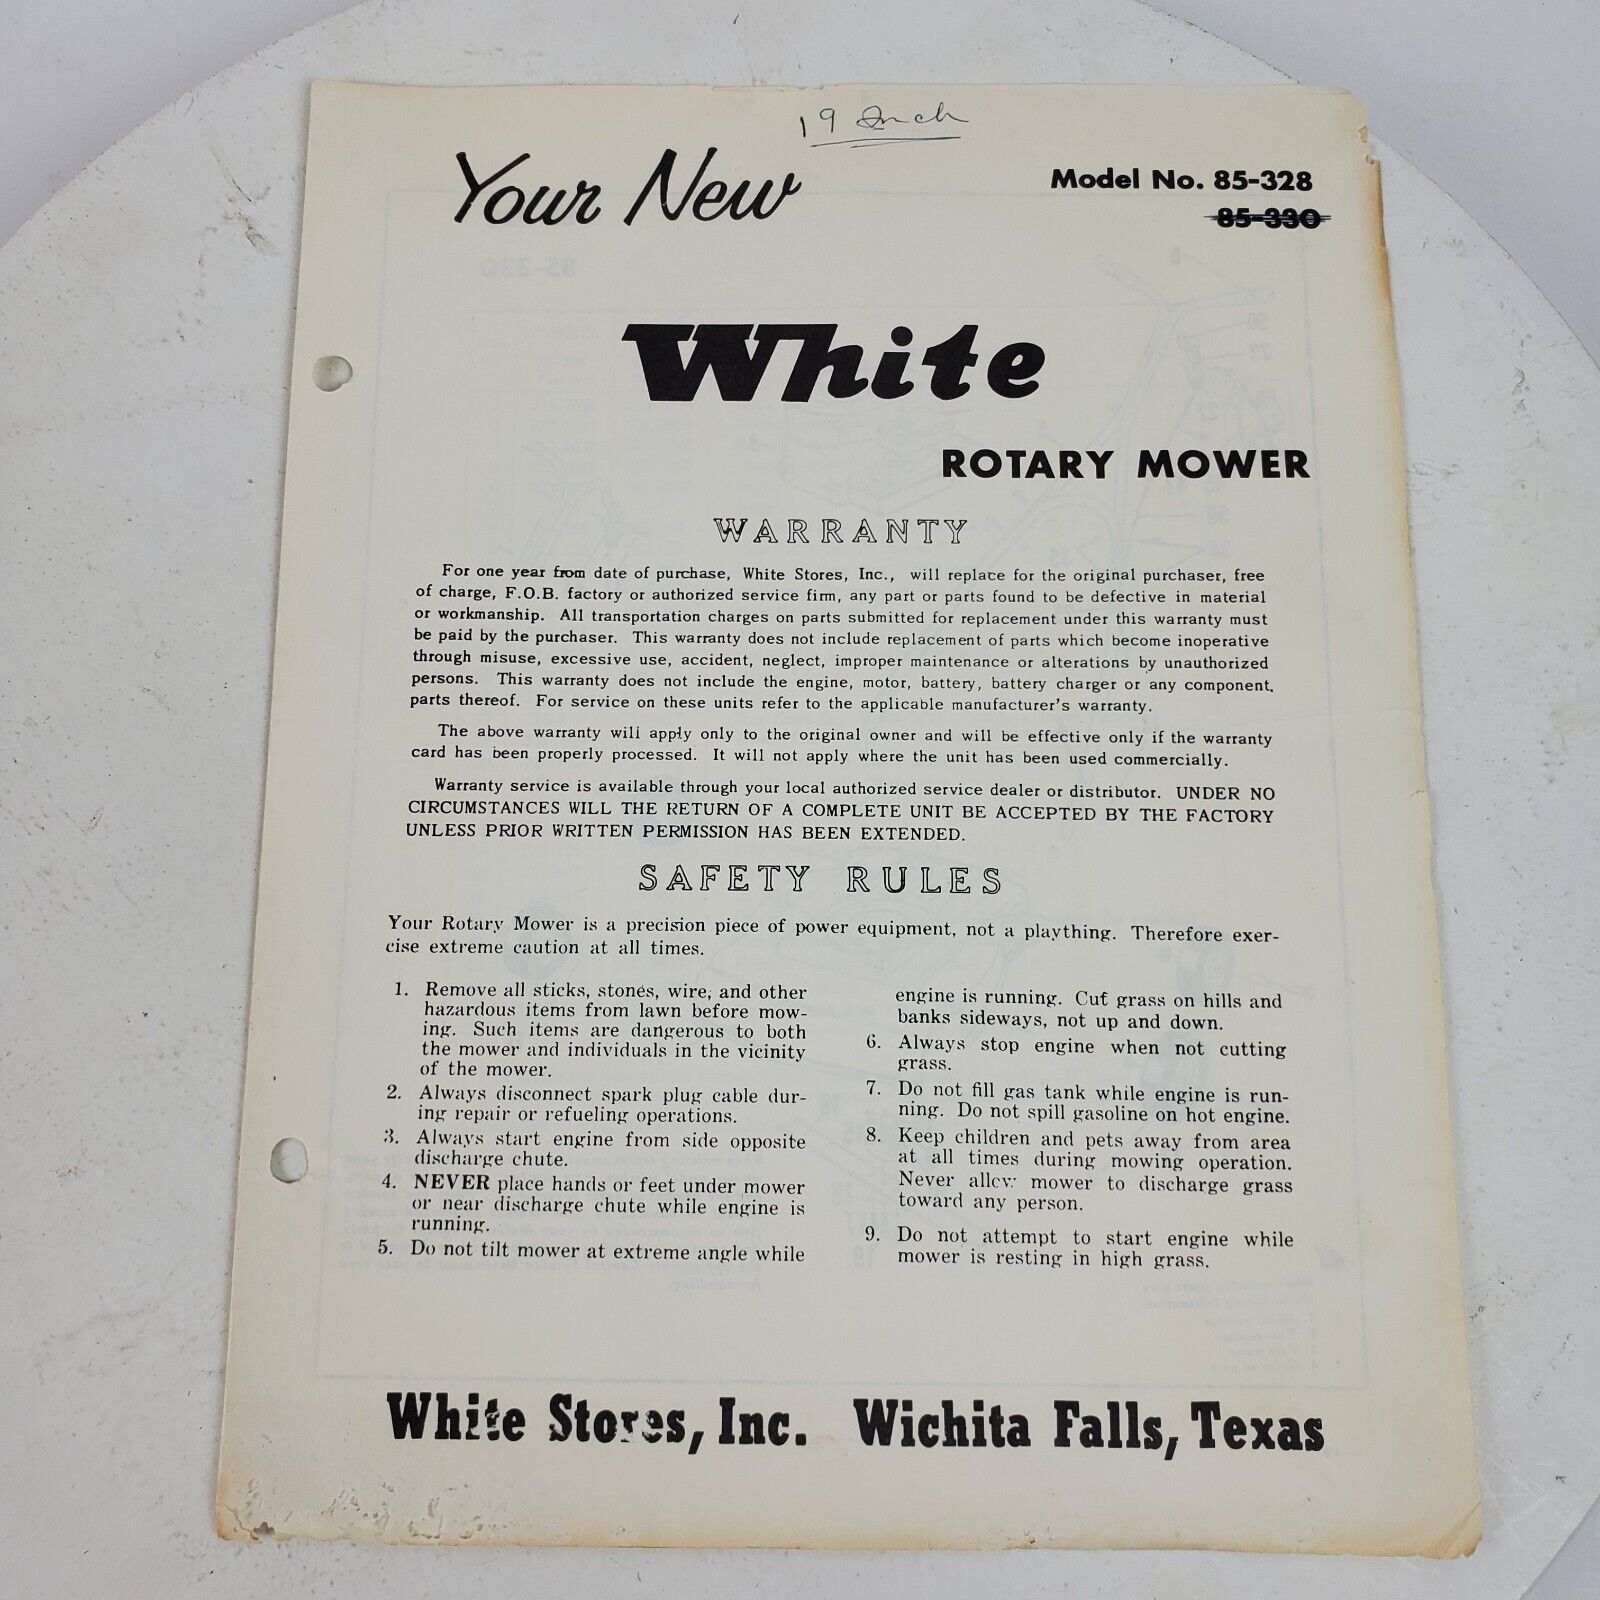 19 Inch
Your New
Model No. 85-328
85-330
White
ROTARY MOWER
WARRANTY
For one year from date of purchase, White Stores, Inc., will replace for the original purchaser, free
of charge, F.O.B. factory or authorized service firm, any part or parts found to be defective in material
or workmanship. All transportation charges on parts submitted for replacement under this warranty must
be paid by the purchaser. This warranty does not include replacement of parts which become inoperative
through misuse, excessive use, accident, neglect, improper maintenance or alterations by unauthorized
persons. This warranty does not include the engine, motor, battery, battery charger or any component
parts thereof. For service on these units refer to the applicable manufacturer's warranty.
The above warranty will apply only to the original owner and will be effective only if the warranty
card has been properly processed. It will not apply where the unit has been used commercially.
Warranty service is available through your local authorized service dealer or distributor. UNDER NO
CIRCUMSTANCES WILL THE RETURN OF A COMPLETE UNIT BE ACCEPTED BY THE FACTORY
UNLESS PRIOR WRITTEN PERMISSION HAS BEEN EXTENDED.
SAFETY RULES
Your Rotary Mower is a precision piece of power equipment, not a plaything. Therefore exer-
cise extreme caution at all times.
1. Remove all sticks, stones, wire, and other
hazardous items from lawn before mow-
ing. Such items are dangerous to both
the mower and individuals in the vicinity
of the mower.
2. Always disconnect spark plug cable dur-
ing repair or refueling operations.
3. Always start engine from side opposite
discharge chute.
4. NEVER place hands or feet under mower
or near discharge chute while engine is
running.
5. Do not tilt mower at extreme angle while
engine is running. Cut grass on hills and
banks sideways, not up and down.
6. Always stop engine when not cutting
grass.
7. Do not fill gas tank while engine is run-
ning. Do not spill gasoline on hot engine.
8. Keep children and pets away from area
at all times during mowing operation.
Never allow mower to discharge grass
toward any person.
9. Do not attempt to start engine while
mower is resting in high grass.
White Stores, Inc. Wichita Falls, Texas